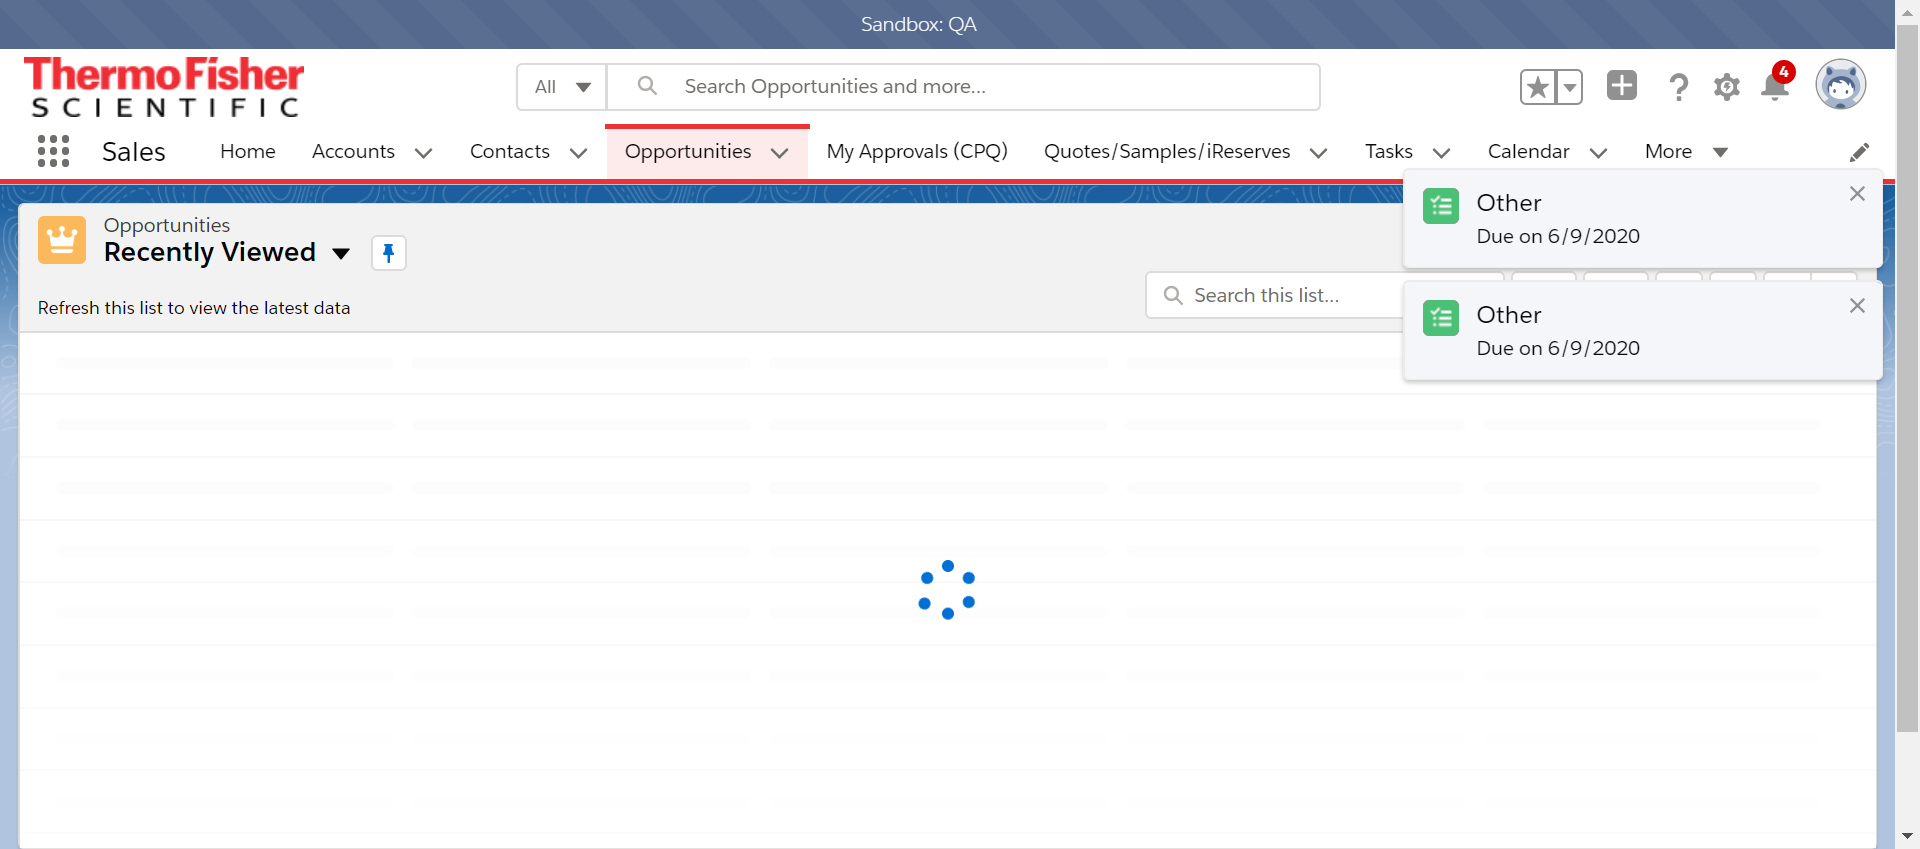 Sandbox: QA
ThermoFisher
SCIENTIFIC
All
Search Opportunities and more...
4
Sales
Home
Accounts
Contacts
Opportunities
My Approvals (CPQ)
Quotes/Samples/iReserves
Tasks
Calendar
More
Opportunities
Recently Viewed
Refresh this list to view the latest data
Search this list...
Other
Due on 6/9/2020
Other
Due on 6/9/2020